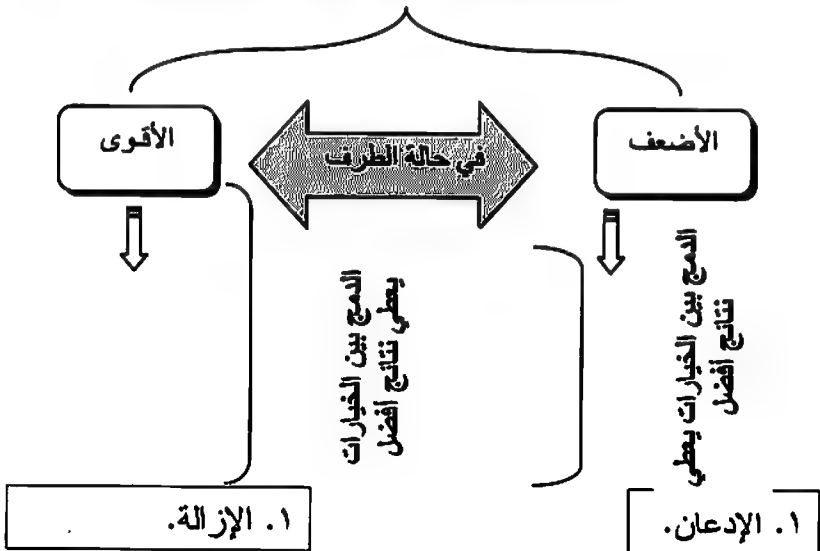 الأضعف
في حالة الطرف
الأقوى
الدمج بين الخيارات يعطي
نتائج أفضل
الدمج بين الخيارات
يعطي نتائج أفضل
١. الإدعان.
١. الإزالة.